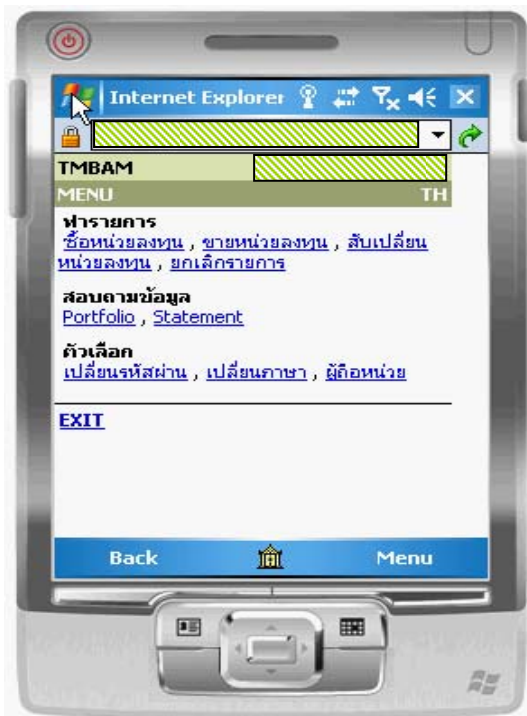 Internet Explorer
TMBAM
MENU TH
ทำรายการ
ซื้อหน่วยลงทุน , ขายหน่วยลงทุน , สับเปลี่ยน
หน่วยลงทุน , ยกเลิกรายการ
สอบถามข้อมูล
Portfolio , Statement
ตัวเลือก
เปลี่ยนรหัสผ่าน , เปลี่ยนภาษา , ผู้ถือหน่วย
EXIT
Back Menu